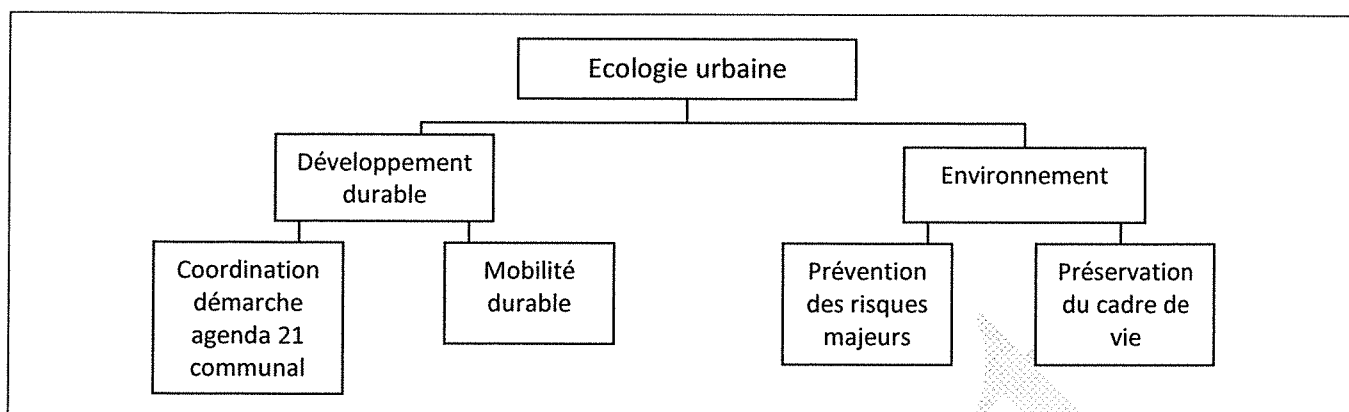 Ecologie urbaine
Développement
durable
Environnement
Coordination
démarche
agenda 21
communal
Mobilité
durable
Prévention
des risques
majeurs
Préservation
du cadre de
vie